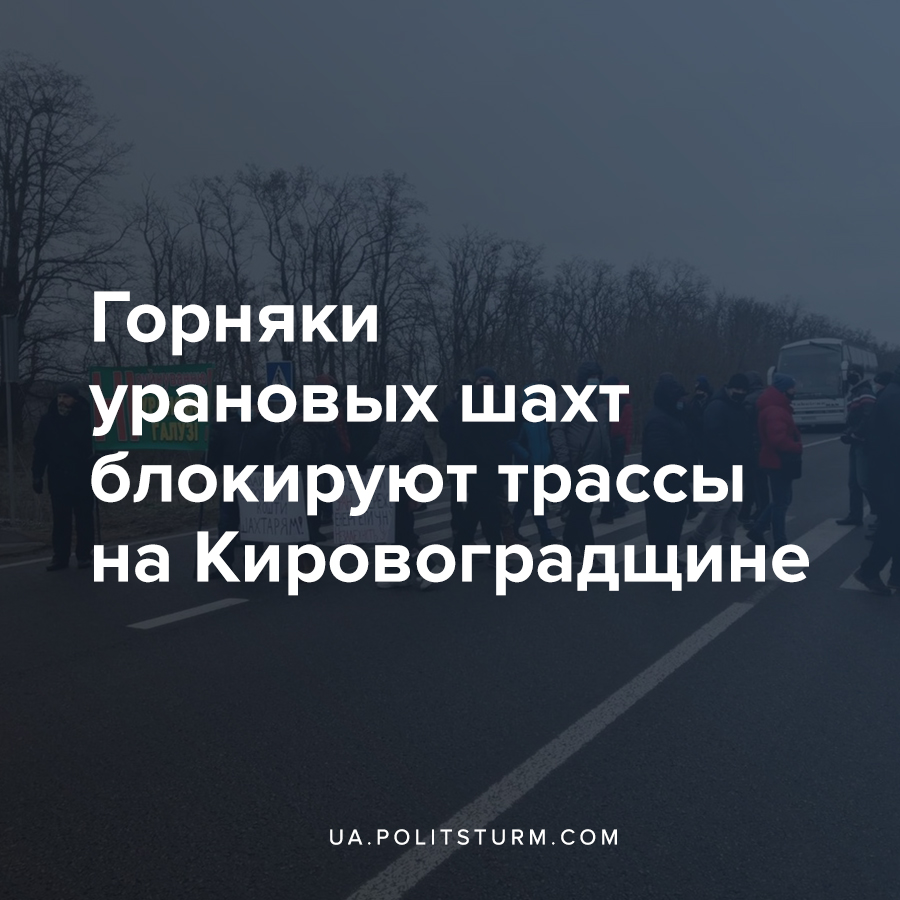 Горняки
урановых шахт
блокируют трассы
на Кировоградщине
UA.POLITSTURM.COM